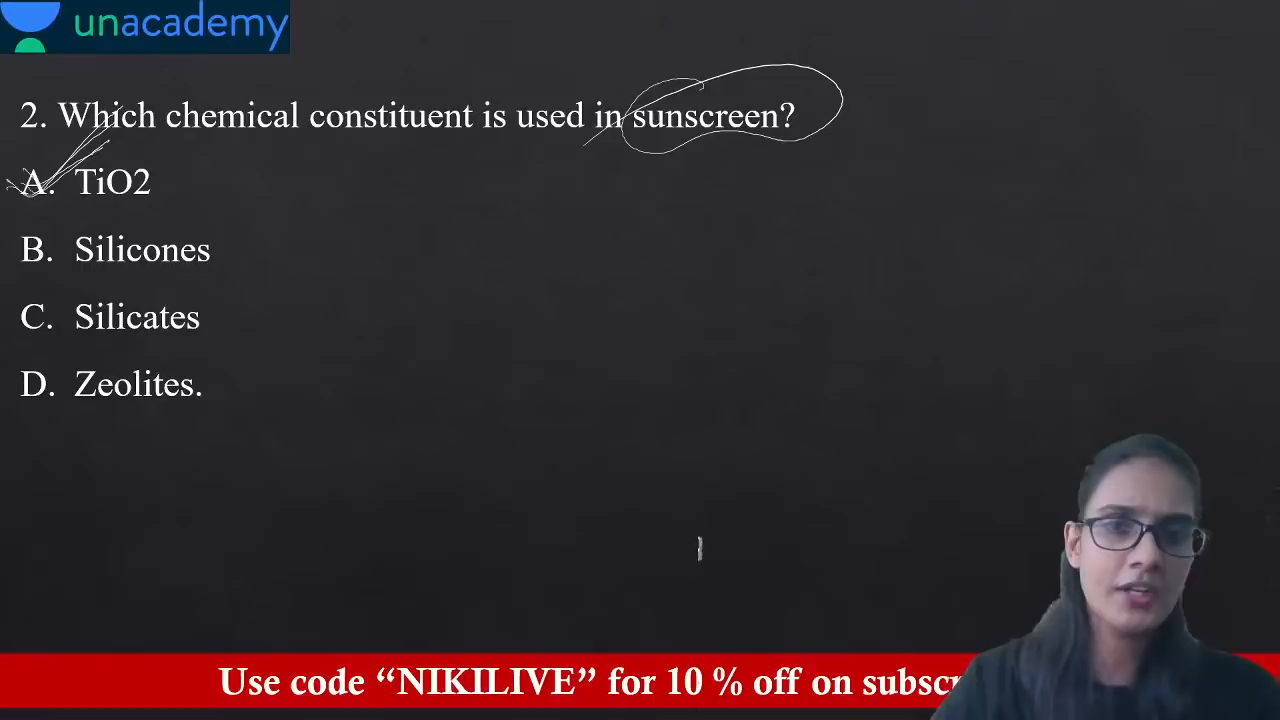 unacademy
2. Which chemical constituent is used in sunscreen?
A. TiO2
B. Silicones
C. Silicates
D. Zeolites.
Use code “NIKILIVE” for 10 % off on